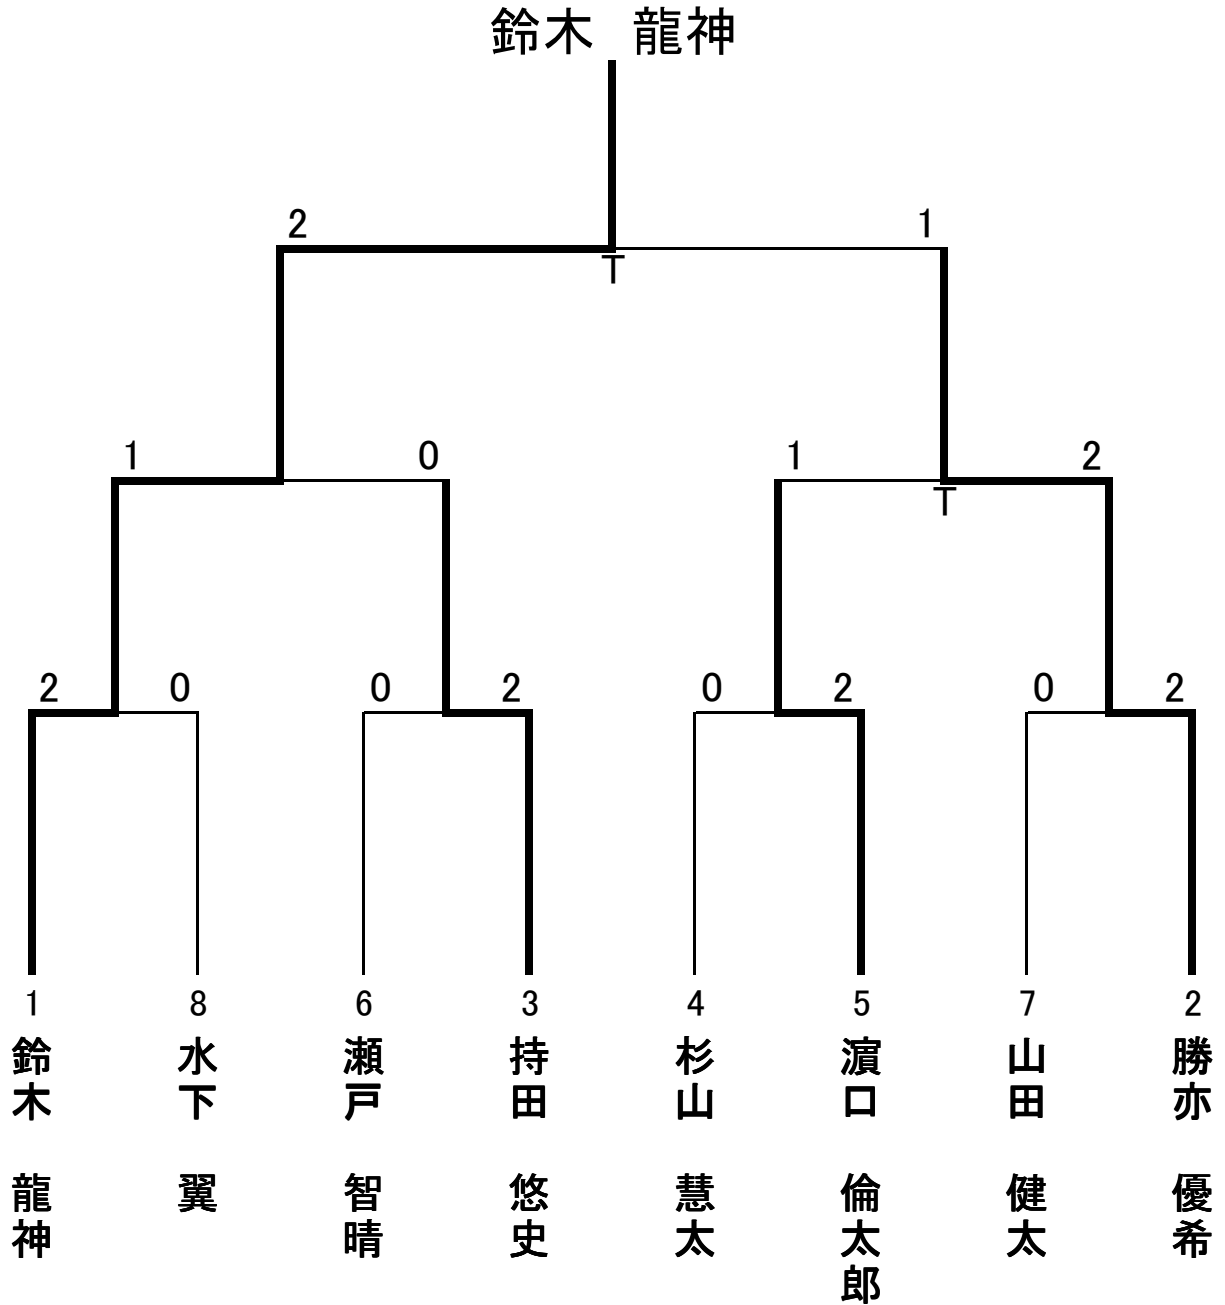 鈴木　龍神
2 1
T
1 0 1 2
T
2 0 0 2 0 2 0 2
1 8 6 3 4 5 7 2
鈴木　龍神
水下　翼
瀬戸　智晴
持田　悠史
杉山　慧太
濵口　倫太郎
山田　健太
勝亦　優希